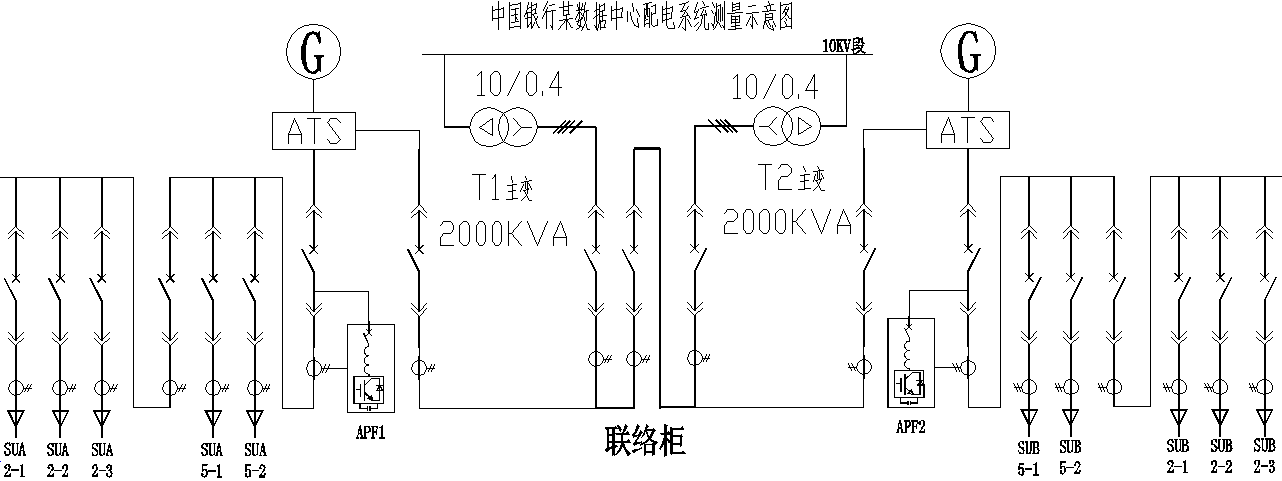 中国银行某数据中心配电系统测量示意图
10KV段
G
G
10/0.4
10/0.4
ATS
ATS
T1主变
2000KVA
T2主变
2000KVA
APF1
APF2
联络柜
SUA
2-1
SUA
2-2
SUA
2-3
SUA
5-1
SUA
5-2
SUB
5-1
SUB
5-2
SUB
2-1
SUB
2-2
SUB
2-3